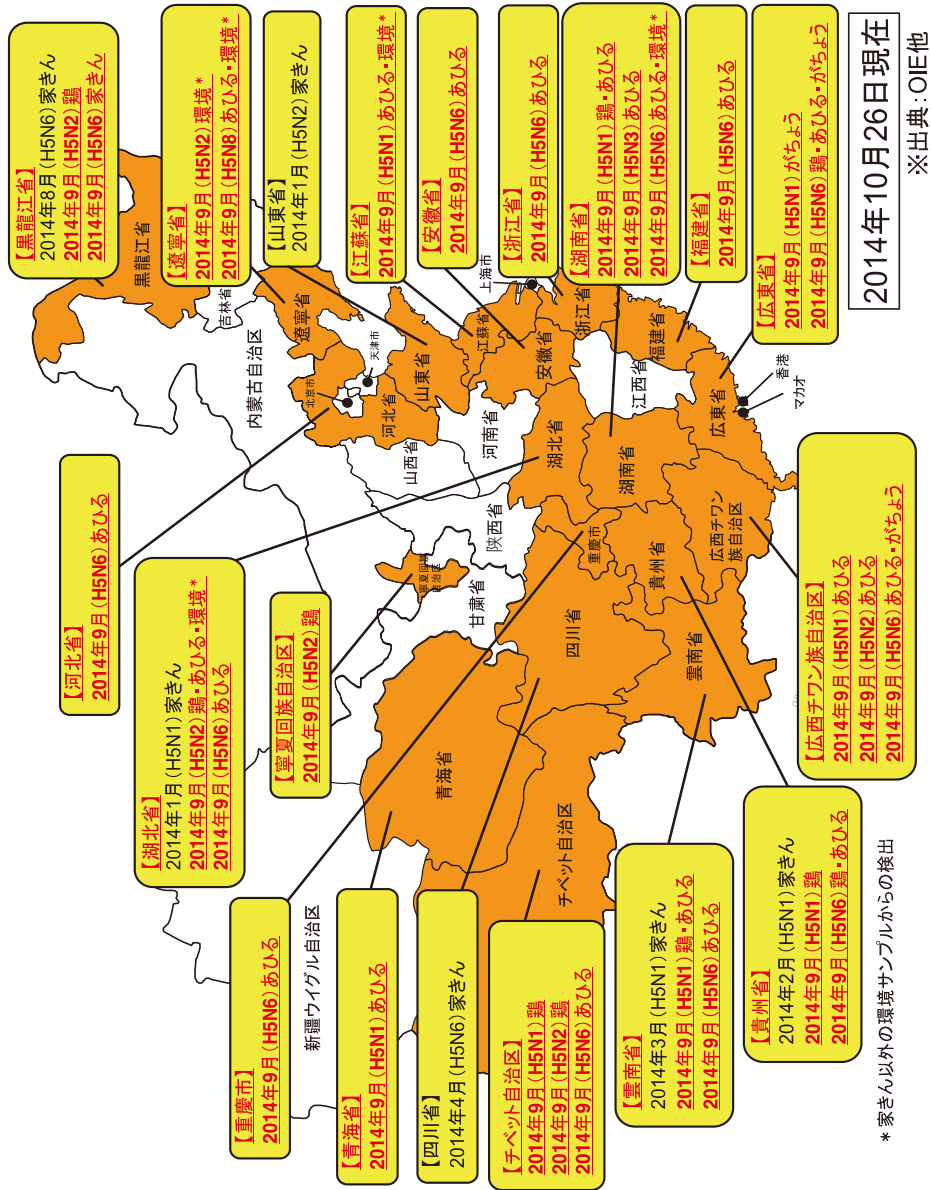 【黒龍江省】
2014年8月(H5N6)家きん
2014年9月(H5N2)鶏
2014年9月(H5N6)家きん
【遼寧省】
2014年9月(H5N2)環境*
2014年9月(H5N8)あひる・環境*
【山東省】
2014年1月(H5N2)家きん
【江蘇省】
2014年9月(H5N1)あひる・環境*
【安徽省】
2014年9月(H5N6)あひる
【浙江省】
2014年9月(H5N6)あひる
【湖南省】
2014年9月(H5N1)鶏・あひる
2014年9月(H5N3)あひる
2014年9月(H5N6)あひる・環境*
【福建省】
2014年9月(H5N6)あひる
【広東省】
2014年9月(H5N1)がちょう
2014年9月(H5N6)鶏・あひる・がちょう
2014年10月26日現在
※出典:OIE他
【河北省】
2014年9月(H5N6)あひる
【湖北省】
2014年1月(H5N1)家きん
2014年9月(H5N2)鶏・あひる・環境*
2014年9月(H5N6)あひる
【寧夏回族自治区】
2014年9月(H5N2)鶏
【重慶市】
2014年9月(H5N6)あひる
【青海省】
2014年9月(H5N1)あひる
【四川省】
2014年4月(H5N6)家きん
【チベット自治区】
2014年9月(H5N1)鶏
2014年9月(H5N2)鶏
2014年9月(H5N6)あひる
【雲南省】
2014年3月(H5N1)家きん
2014年9月(H5N1)鶏・あひる
2014年9月(H5N6)あひる
【貴州省】
2014年2月(H5N1)家きん
2014年9月(H5N1)鶏
2014年9月(H5N6)鶏・あひる
【広西チワン族自治区】
2014年9月(H5N1)あひる
2014年9月(H5N2)あひる
2014年9月(H5N6)あひる・がちょう
黒龍江省
吉林省
遼寧省
内蒙古自治区
北京市
天津市
河北省
山東省
山西省
河南省
江蘇省
上海市
安徽省
浙江省
湖北省
江西省
福建省
湖南省
広東省
香港
マカオ
陝西省
寧夏回族
自治区
甘粛省
重慶市
貴州省
広西チワン
族自治区
四川省
雲南省
青海省
チベット自治区
新疆ウイグル自治区
*家きん以外の環境サンプルからの検出